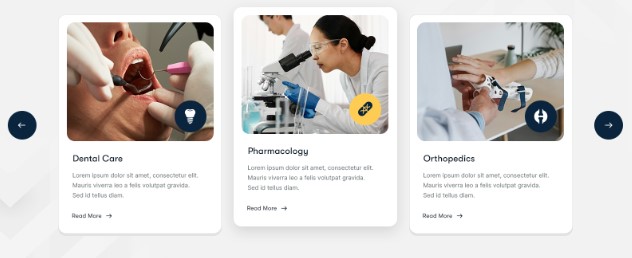 Dental Care
Lorem ipsum dolor sit amet, consectetur elit.
Mauris viverra leo a felis volutpat gravida.
Sed id tellus diam.
Read More
Pharmacology
Lorem ipsum dolor sit amet, consectetur elit.
Mauris viverra leo a felis volutpat gravida.
Sed id tellus diam.
Read More
Orthopedics
Lorem ipsum dolor sit amet, consectetur elit.
Mauris viverra leo a felis volutpat gravida.
Sed id tellus diam.
Read More